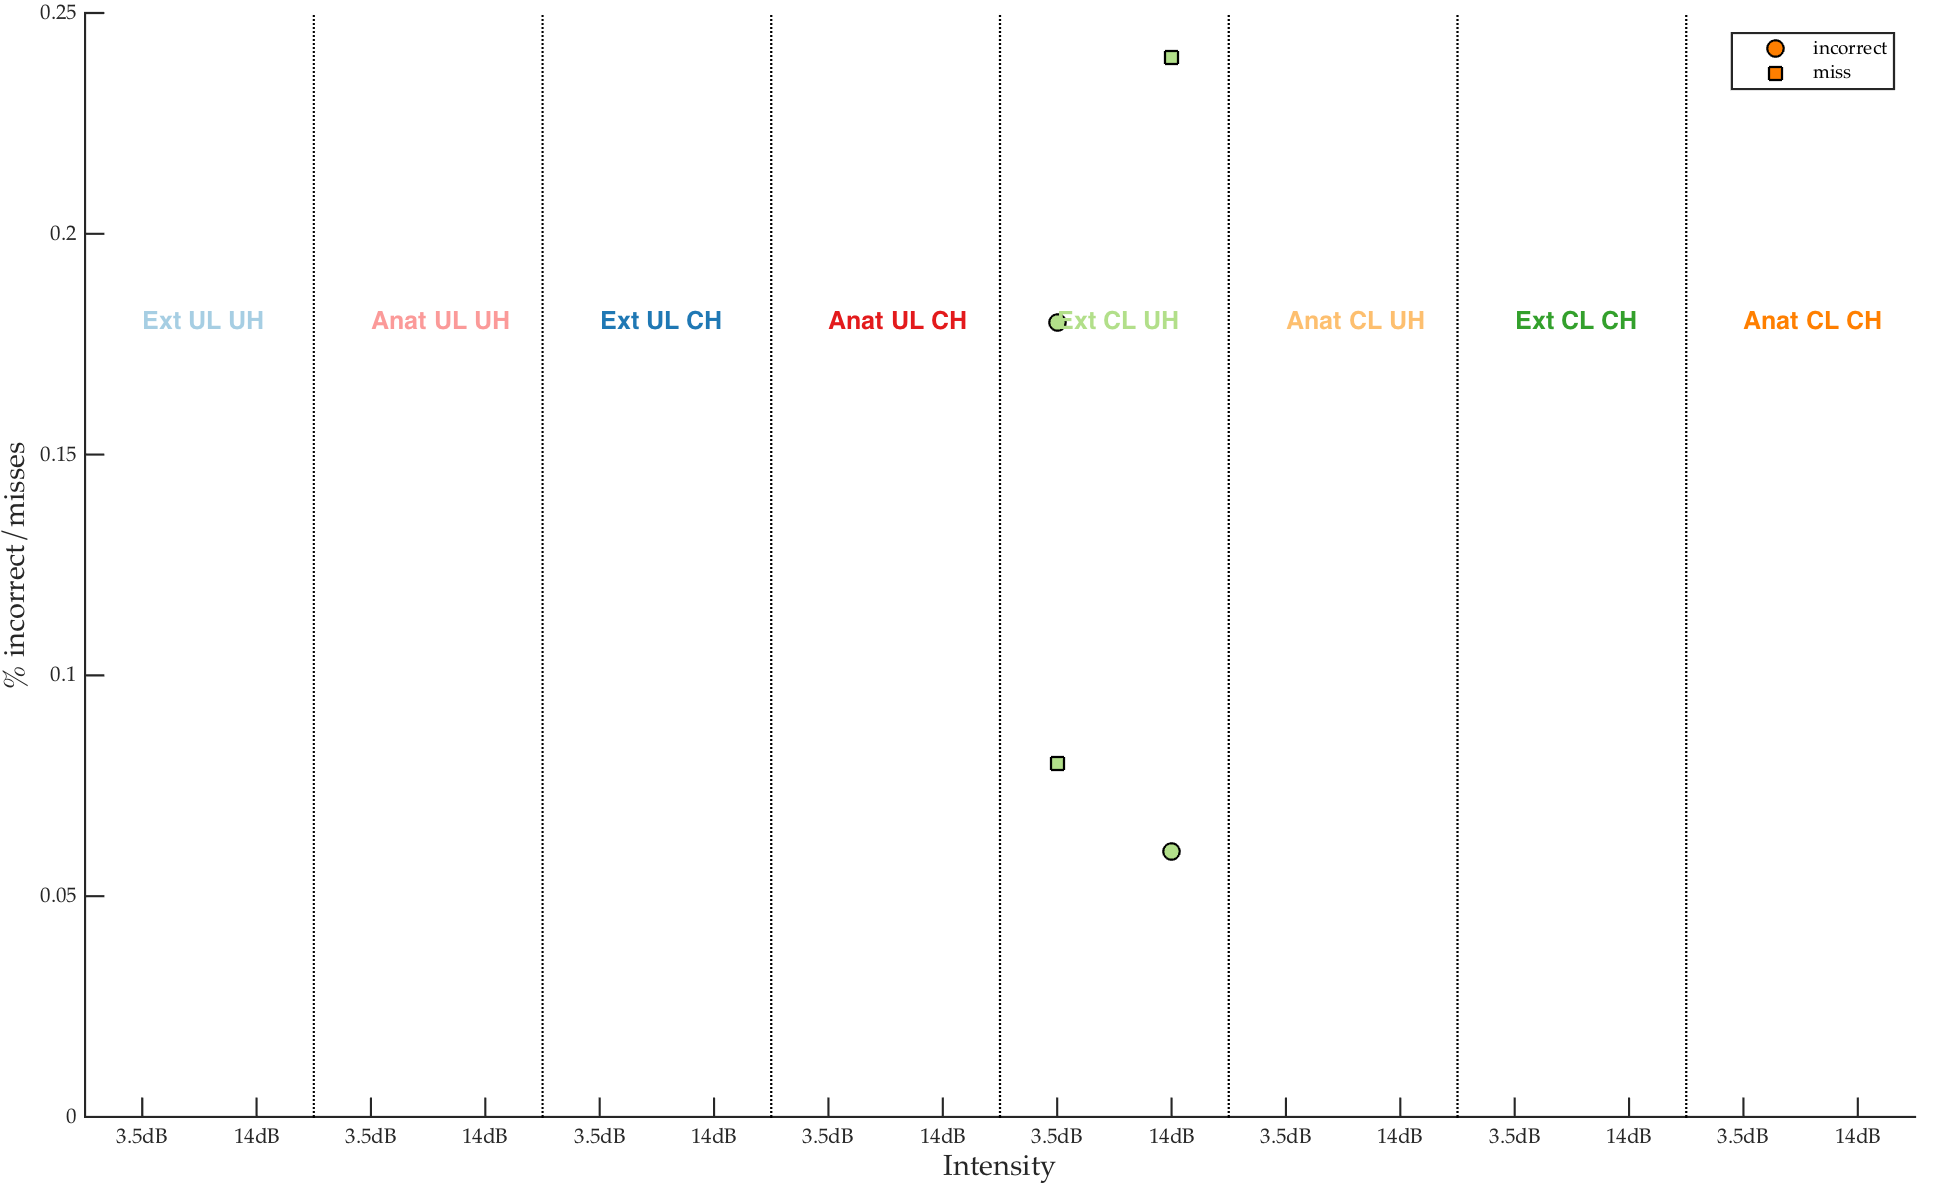 0.25
incorrect
miss
0.2
Ext UL UH
Anat UL UH
Ext UL CH
Anat UL CH
Ext CL UH
Anat CL UH
Ext CL CH
Anat CL CH
0.15
% incorrect/misses
0.1
0.05
0
3.5dB 14dB 3.5dB 14dB 3.5dB 14dB 3.5dB 14dB 3.5dB 14dB 3.5dB 14dB 3.5dB 14dB 3.5dB 14dB
Intensity